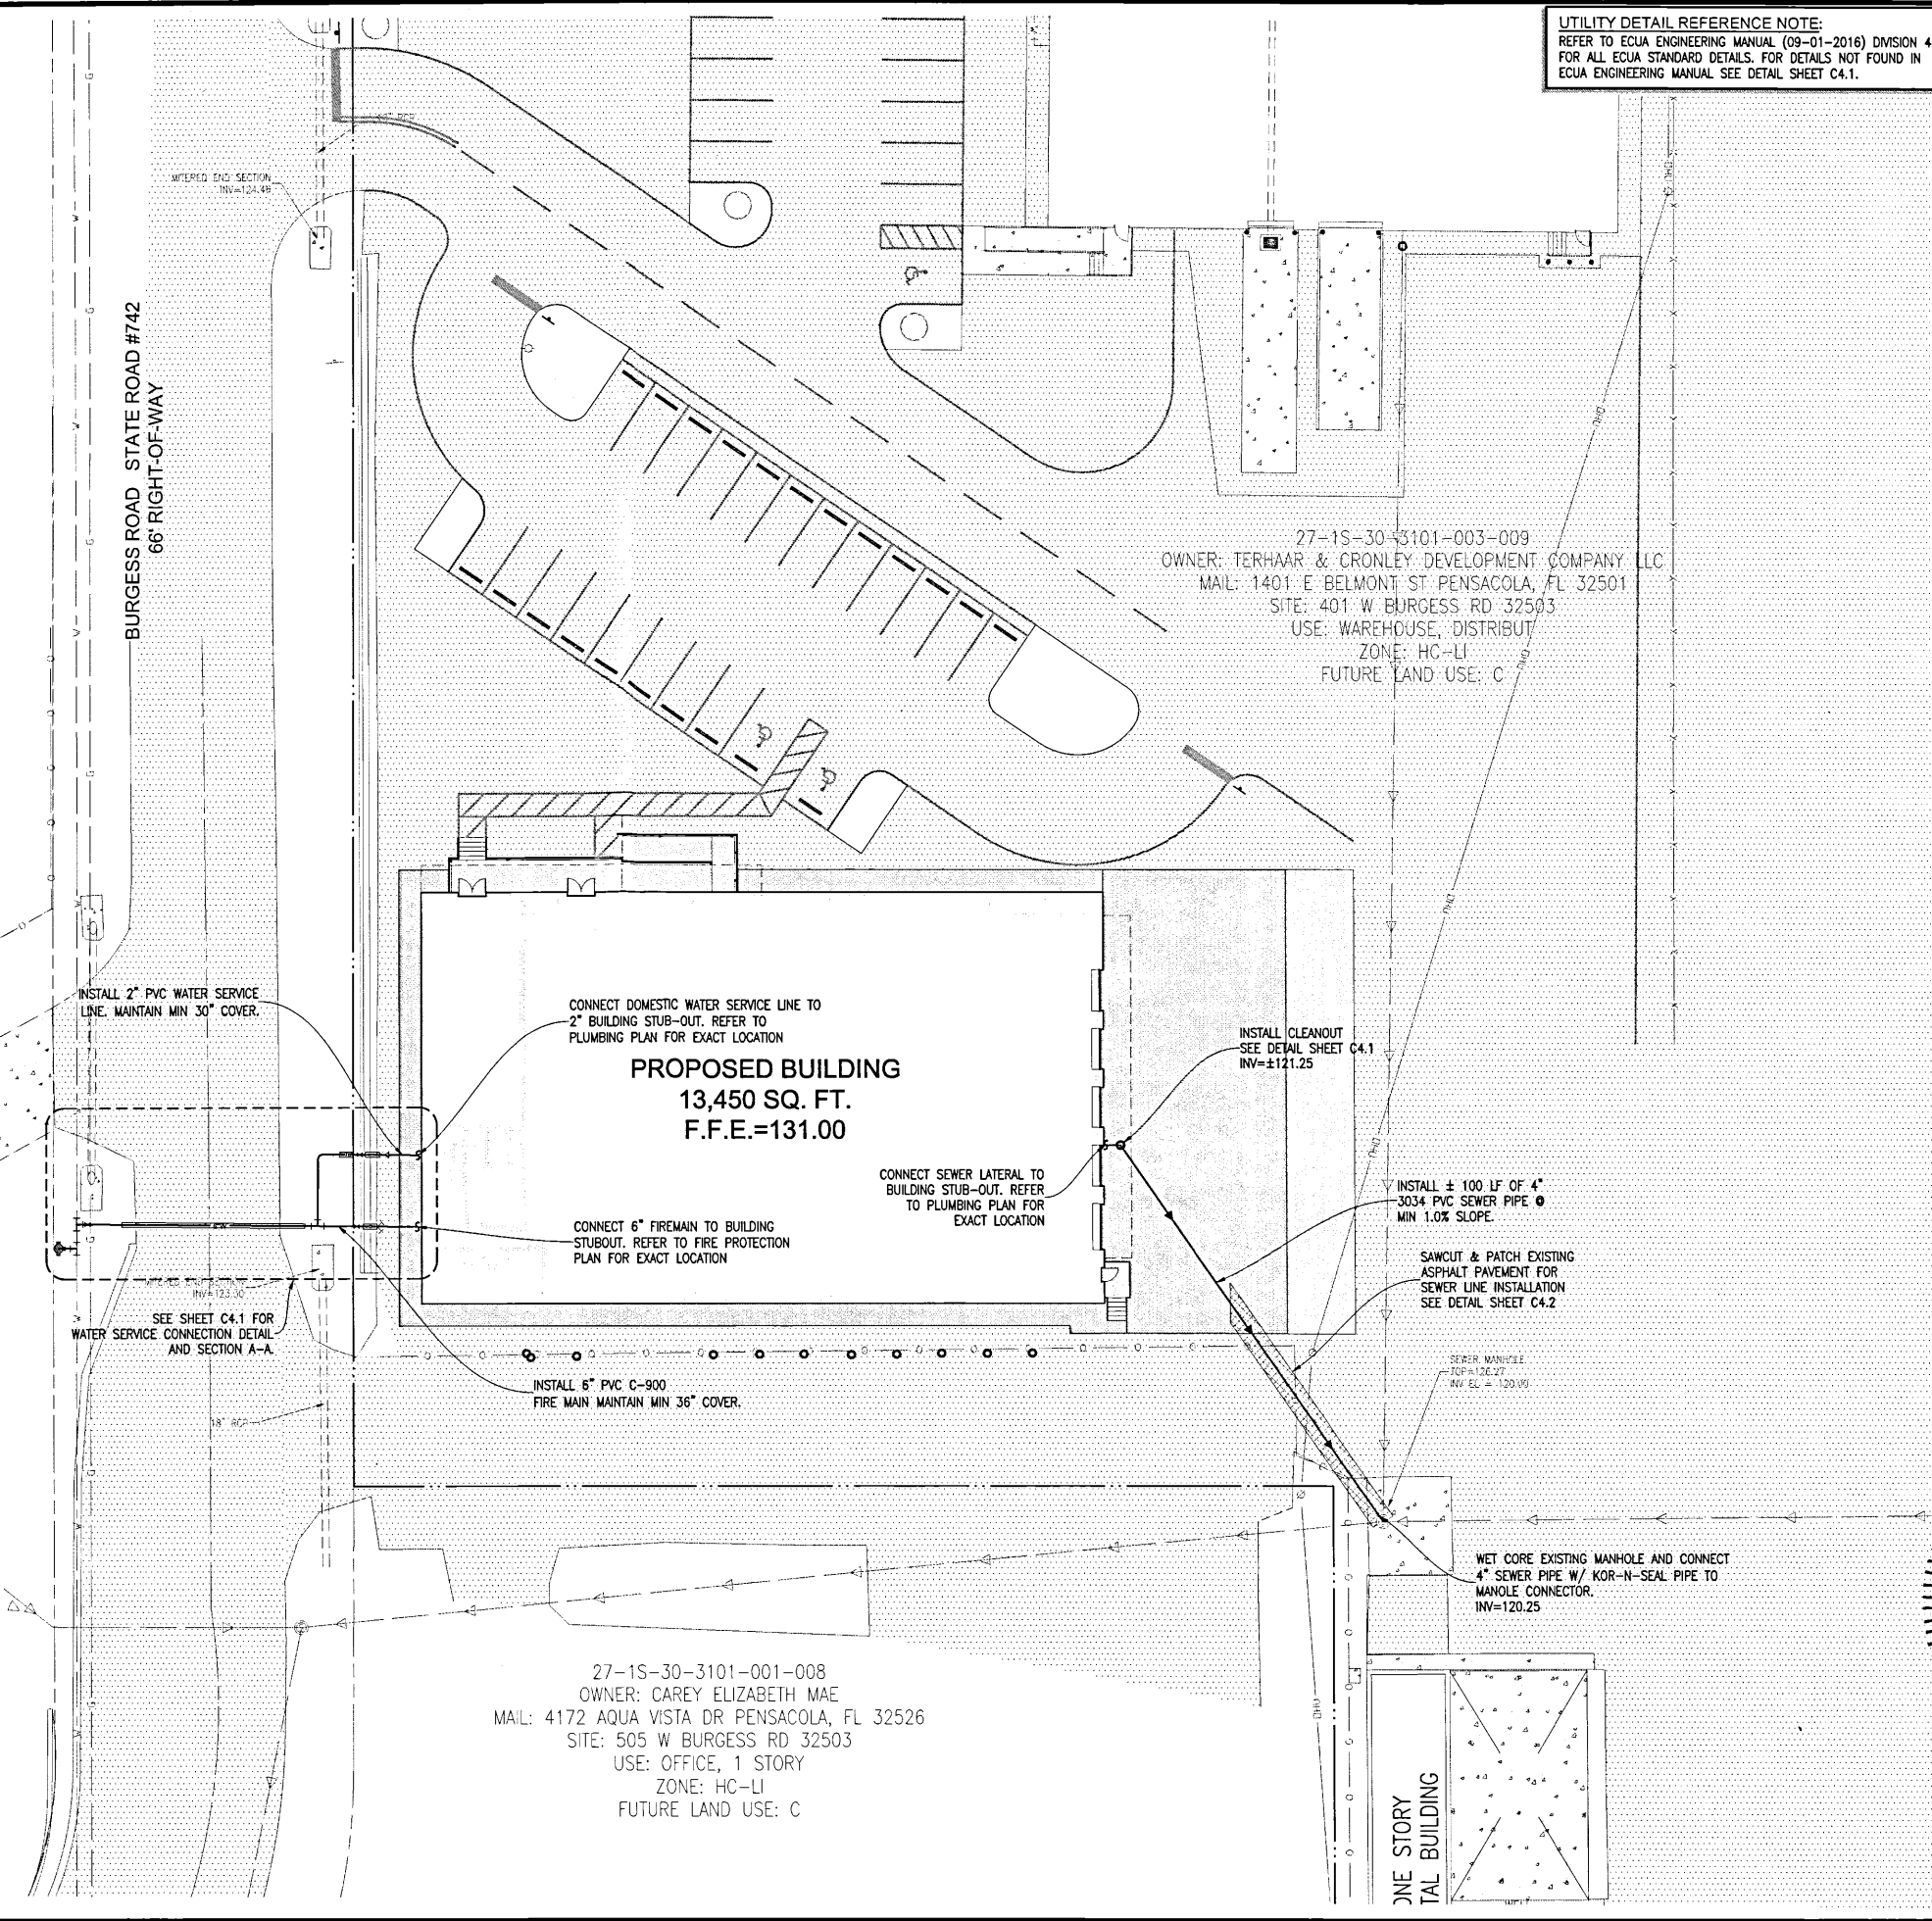 UTILITY DETAIL REFERENCE NOTE:
REFER TO ECUA ENGINEERING MANUAL (09-01-2016) DIVISION 4
FOR ALL ECUA STANDARD DETAILS. FOR DETAILS NOT FOUND IN
ECUA ENGINEERING MANUAL SEE DETAIL SHEET C4.1.
MITERED END SECTION
INV=124.46
BURGESS ROAD STATE ROAD #742
66' RIGHT-OF-WAY
27-1S-30-3101-003-009
OWNER: TERHAAR & CRONLEY DEVELOPMENT COMPANY LLC
MAIL: 1401 E BELMONT ST PENSACOLA, FL 32501
SITE: 401 W BURGESS RD 32503
USE: WAREHOUSE, DISTRIBUT
ZONE: HC-LI
FUTURE LAND USE: C
INSTALL 2" PVC WATER SERVICE
LINE. MAINTAIN MIN 30" COVER.
CONNECT DOMESTIC WATER SERVICE LINE TO
2" BUILDING STUB-OUT. REFER TO
PLUMBING PLAN FOR EXACT LOCATION
PROPOSED BUILDING
13,450 SQ. FT.
F.F.E.=131.00
INSTALL CLEANOUT
SEE DETAIL SHEET C4.1
INV=±121.25
CONNECT SEWER LATERAL TO
BUILDING STUB-OUT. REFER
TO PLUMBING PLAN FOR
EXACT LOCATION
INSTALL ± 100 LF OF 4"
3034 PVC SEWER PIPE @
MIN 1.0% SLOPE.
CONNECT 6" FIREMAIN TO BUILDING
STUBOUT. REFER TO FIRE PROTECTION
PLAN FOR EXACT LOCATION
SAWCUT & PATCH EXISTING
ASPHALT PAVEMENT FOR
SEWER LINE INSTALLATION
SEE DETAIL SHEET C4.2
MITERED END SECTION
INV=123.30
SEE SHEET C4.1 FOR
WATER SERVICE CONNECTION DETAIL
AND SECTION A-A.
INSTALL 6" PVC C-900
FIRE MAIN MAINTAIN MIN 36" COVER.
SEWER MANHOLE
TOP=126.27
INV EL = 120.00
18" RCP
WET CORE EXISTING MANHOLE AND CONNECT
4" SEWER PIPE W/ KOR-N-SEAL PIPE TO
MANOLE CONNECTOR.
INV=120.25
27-1S-30-3101-001-008
OWNER: CAREY ELIZABETH MAE
MAIL: 4172 AQUA VISTA DR PENSACOLA, FL 32526
SITE: 505 W BURGESS RD 32503
USE: OFFICE, 1 STORY
ZONE: HC-LI
FUTURE LAND USE: C
ONE STORY
TAL BUILDING